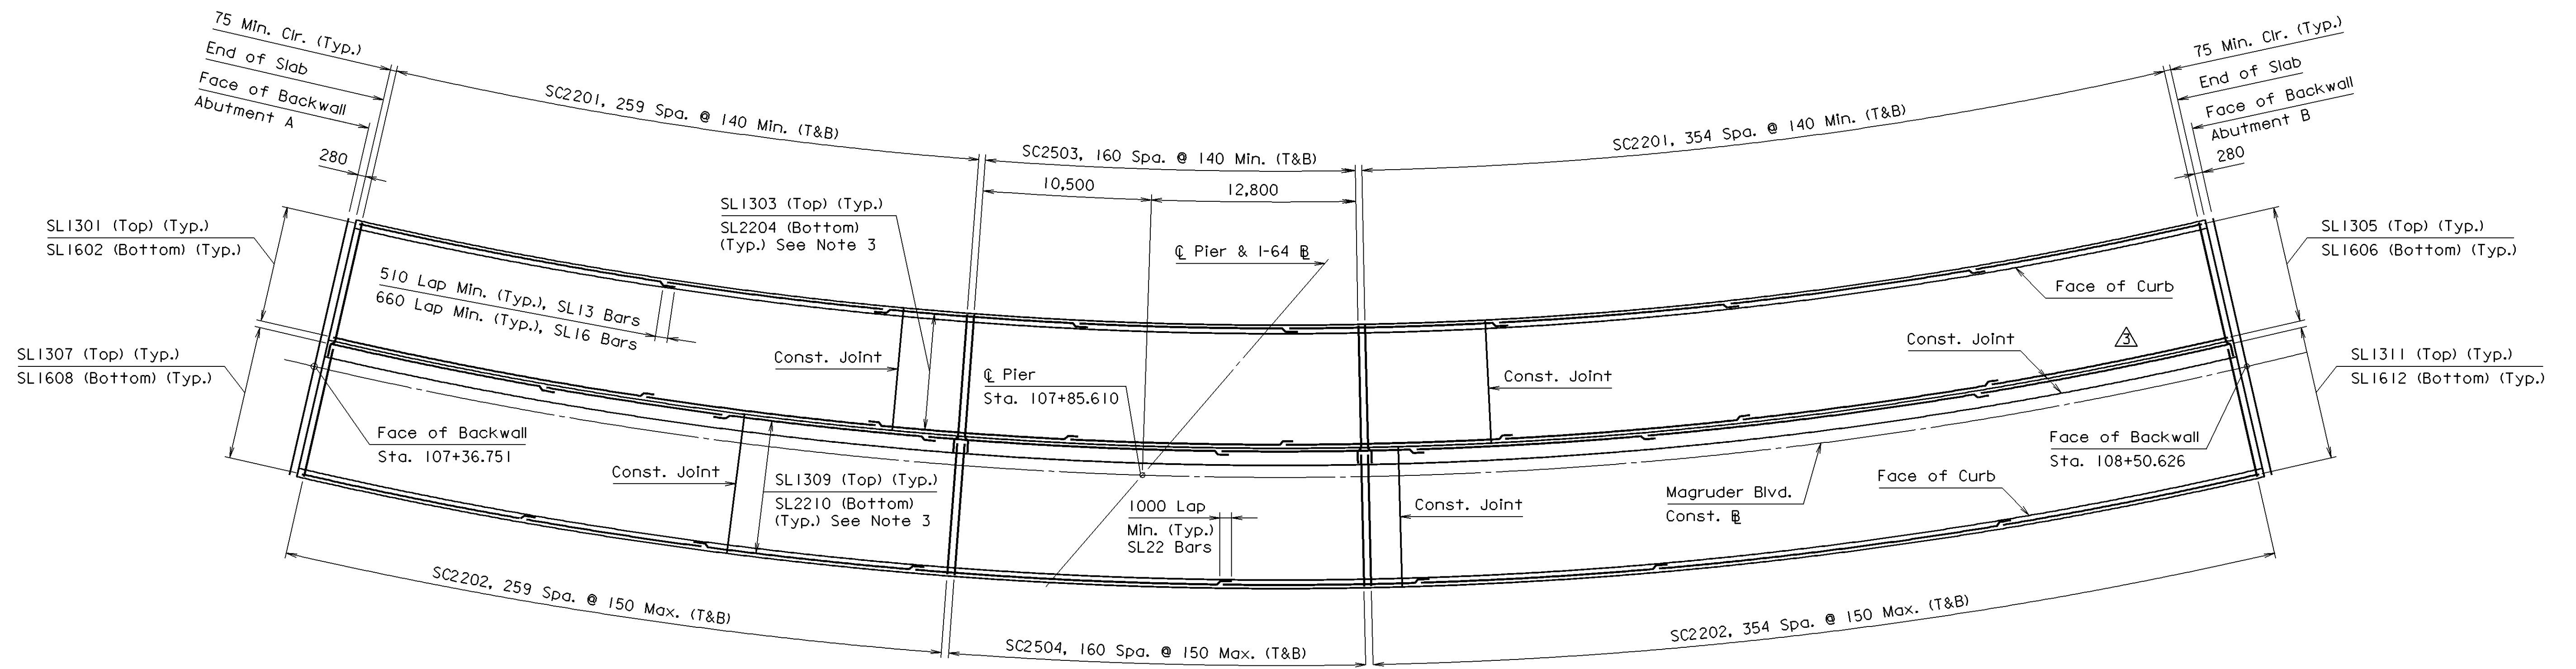 75 Min. Clr. (Typ.)
End of Slab
Face of Backwall
Abutment A
280
SC2201, 259 Spa. @ 140 Min. (T&B)
SC2503, 160 Spa. @ 140 Min. (T&B)
10,500
12,800
SC2201, 354 Spa. @ 140 Min. (T&B)
75 Min. Clr. (Typ.)
End of Slab
Face of Backwall
Abutment B
280
SL1301 (Top) (Typ.)
SL1602 (Bottom) (Typ.)
SL1303 (Top) (Typ.)
SL2204 (Bottom)
(Typ.) See Note 3
℄ Pier & I-64 ␢
SL1305 (Top) (Typ.)
SL1606 (Bottom) (Typ.)
510 Lap Min. (Typ.), SL13 Bars
660 Lap Min. (Typ.), SL16 Bars
Face of Curb
SL1307 (Top) (Typ.)
SL1608 (Bottom) (Typ.)
Const. Joint
℄ Pier
Sta. 107+85.610
Const. Joint
Const. Joint
3
SL1311 (Top) (Typ.)
SL1612 (Bottom) (Typ.)
Face of Backwall
Sta. 107+36.751
Const. Joint
SL1309 (Top) (Typ.)
SL2210 (Bottom)
(Typ.) See Note 3
1000 Lap
Min. (Typ.)
SL22 Bars
Const. Joint
Magruder Blvd.
Const. ␢
Face of Curb
Face of Backwall
Sta. 108+50.626
SC2202, 259 Spa. @ 150 Max. (T&B)
SC2504, 160 Spa. @ 150 Max. (T&B)
SC2202, 354 Spa. @ 150 Max. (T&B)